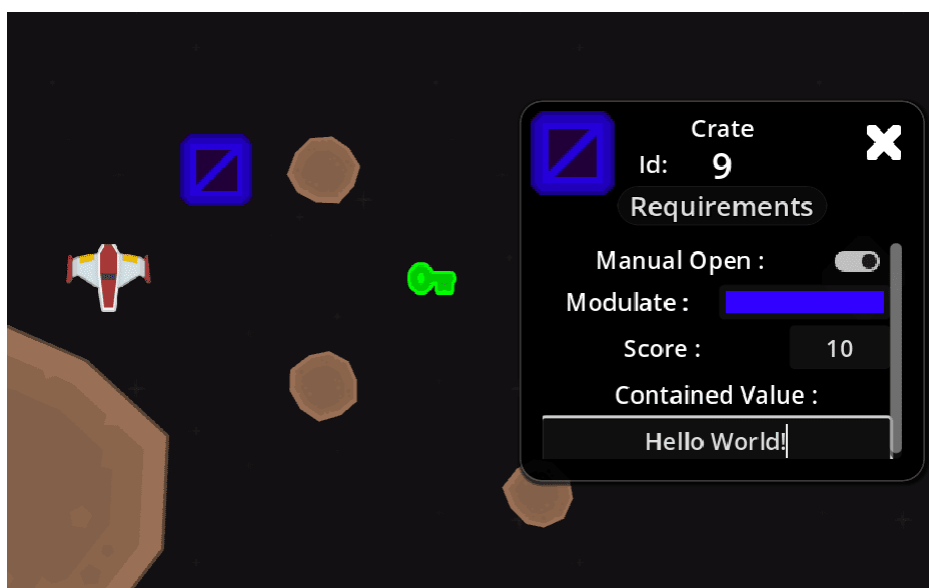 Crate
Id: 9
Requirements
Manual Open :
Modulate :
Score : 10
Contained Value :
Hello World!